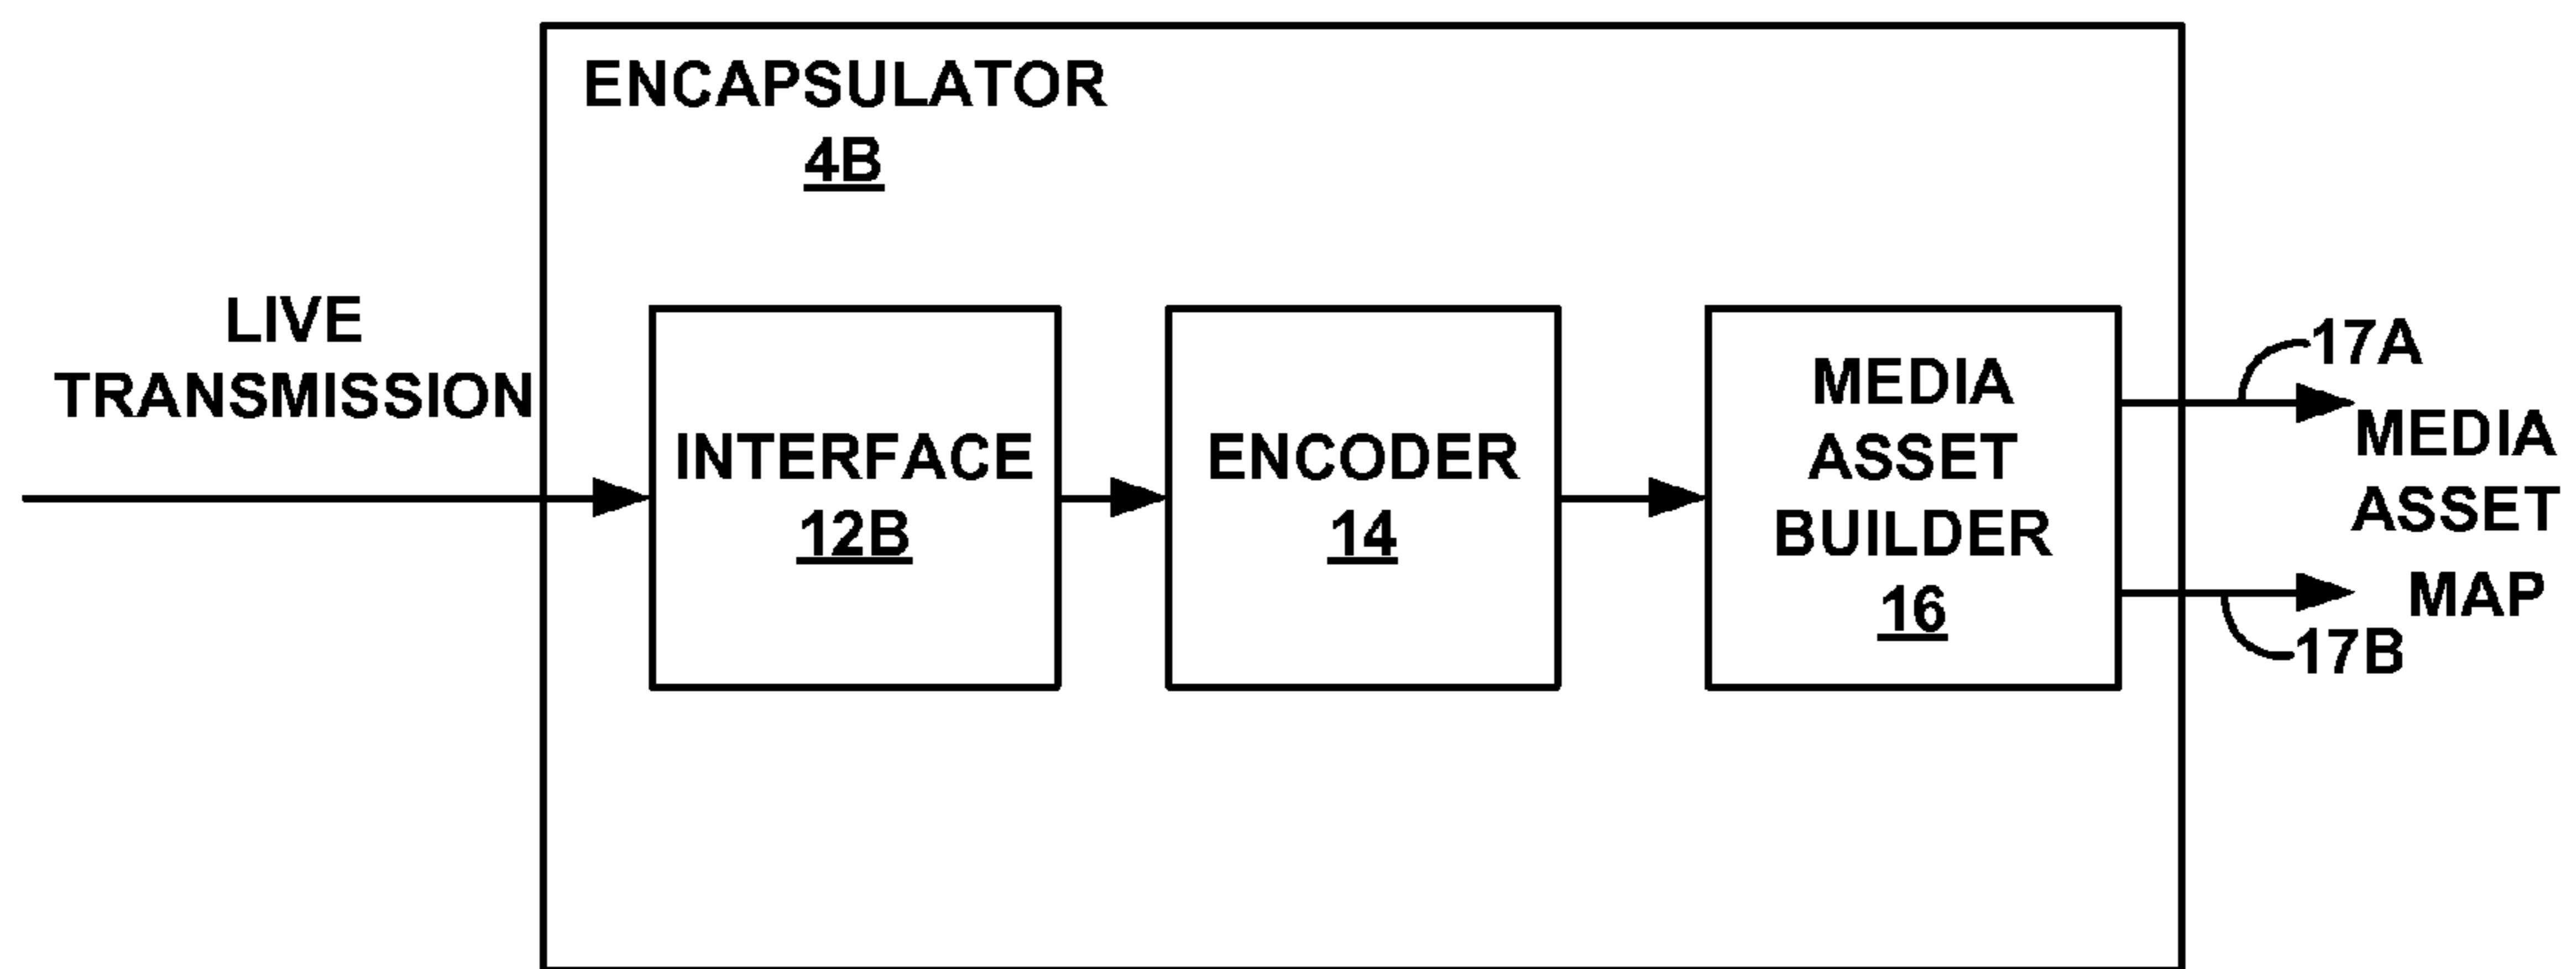 ENCAPSULATOR
4B
LIVE
TRANSMISSION
INTERFACE
12B
ENCODER
14
MEDIA
ASSET
BUILDER
16
17A
MEDIA
ASSET
MAP
17B